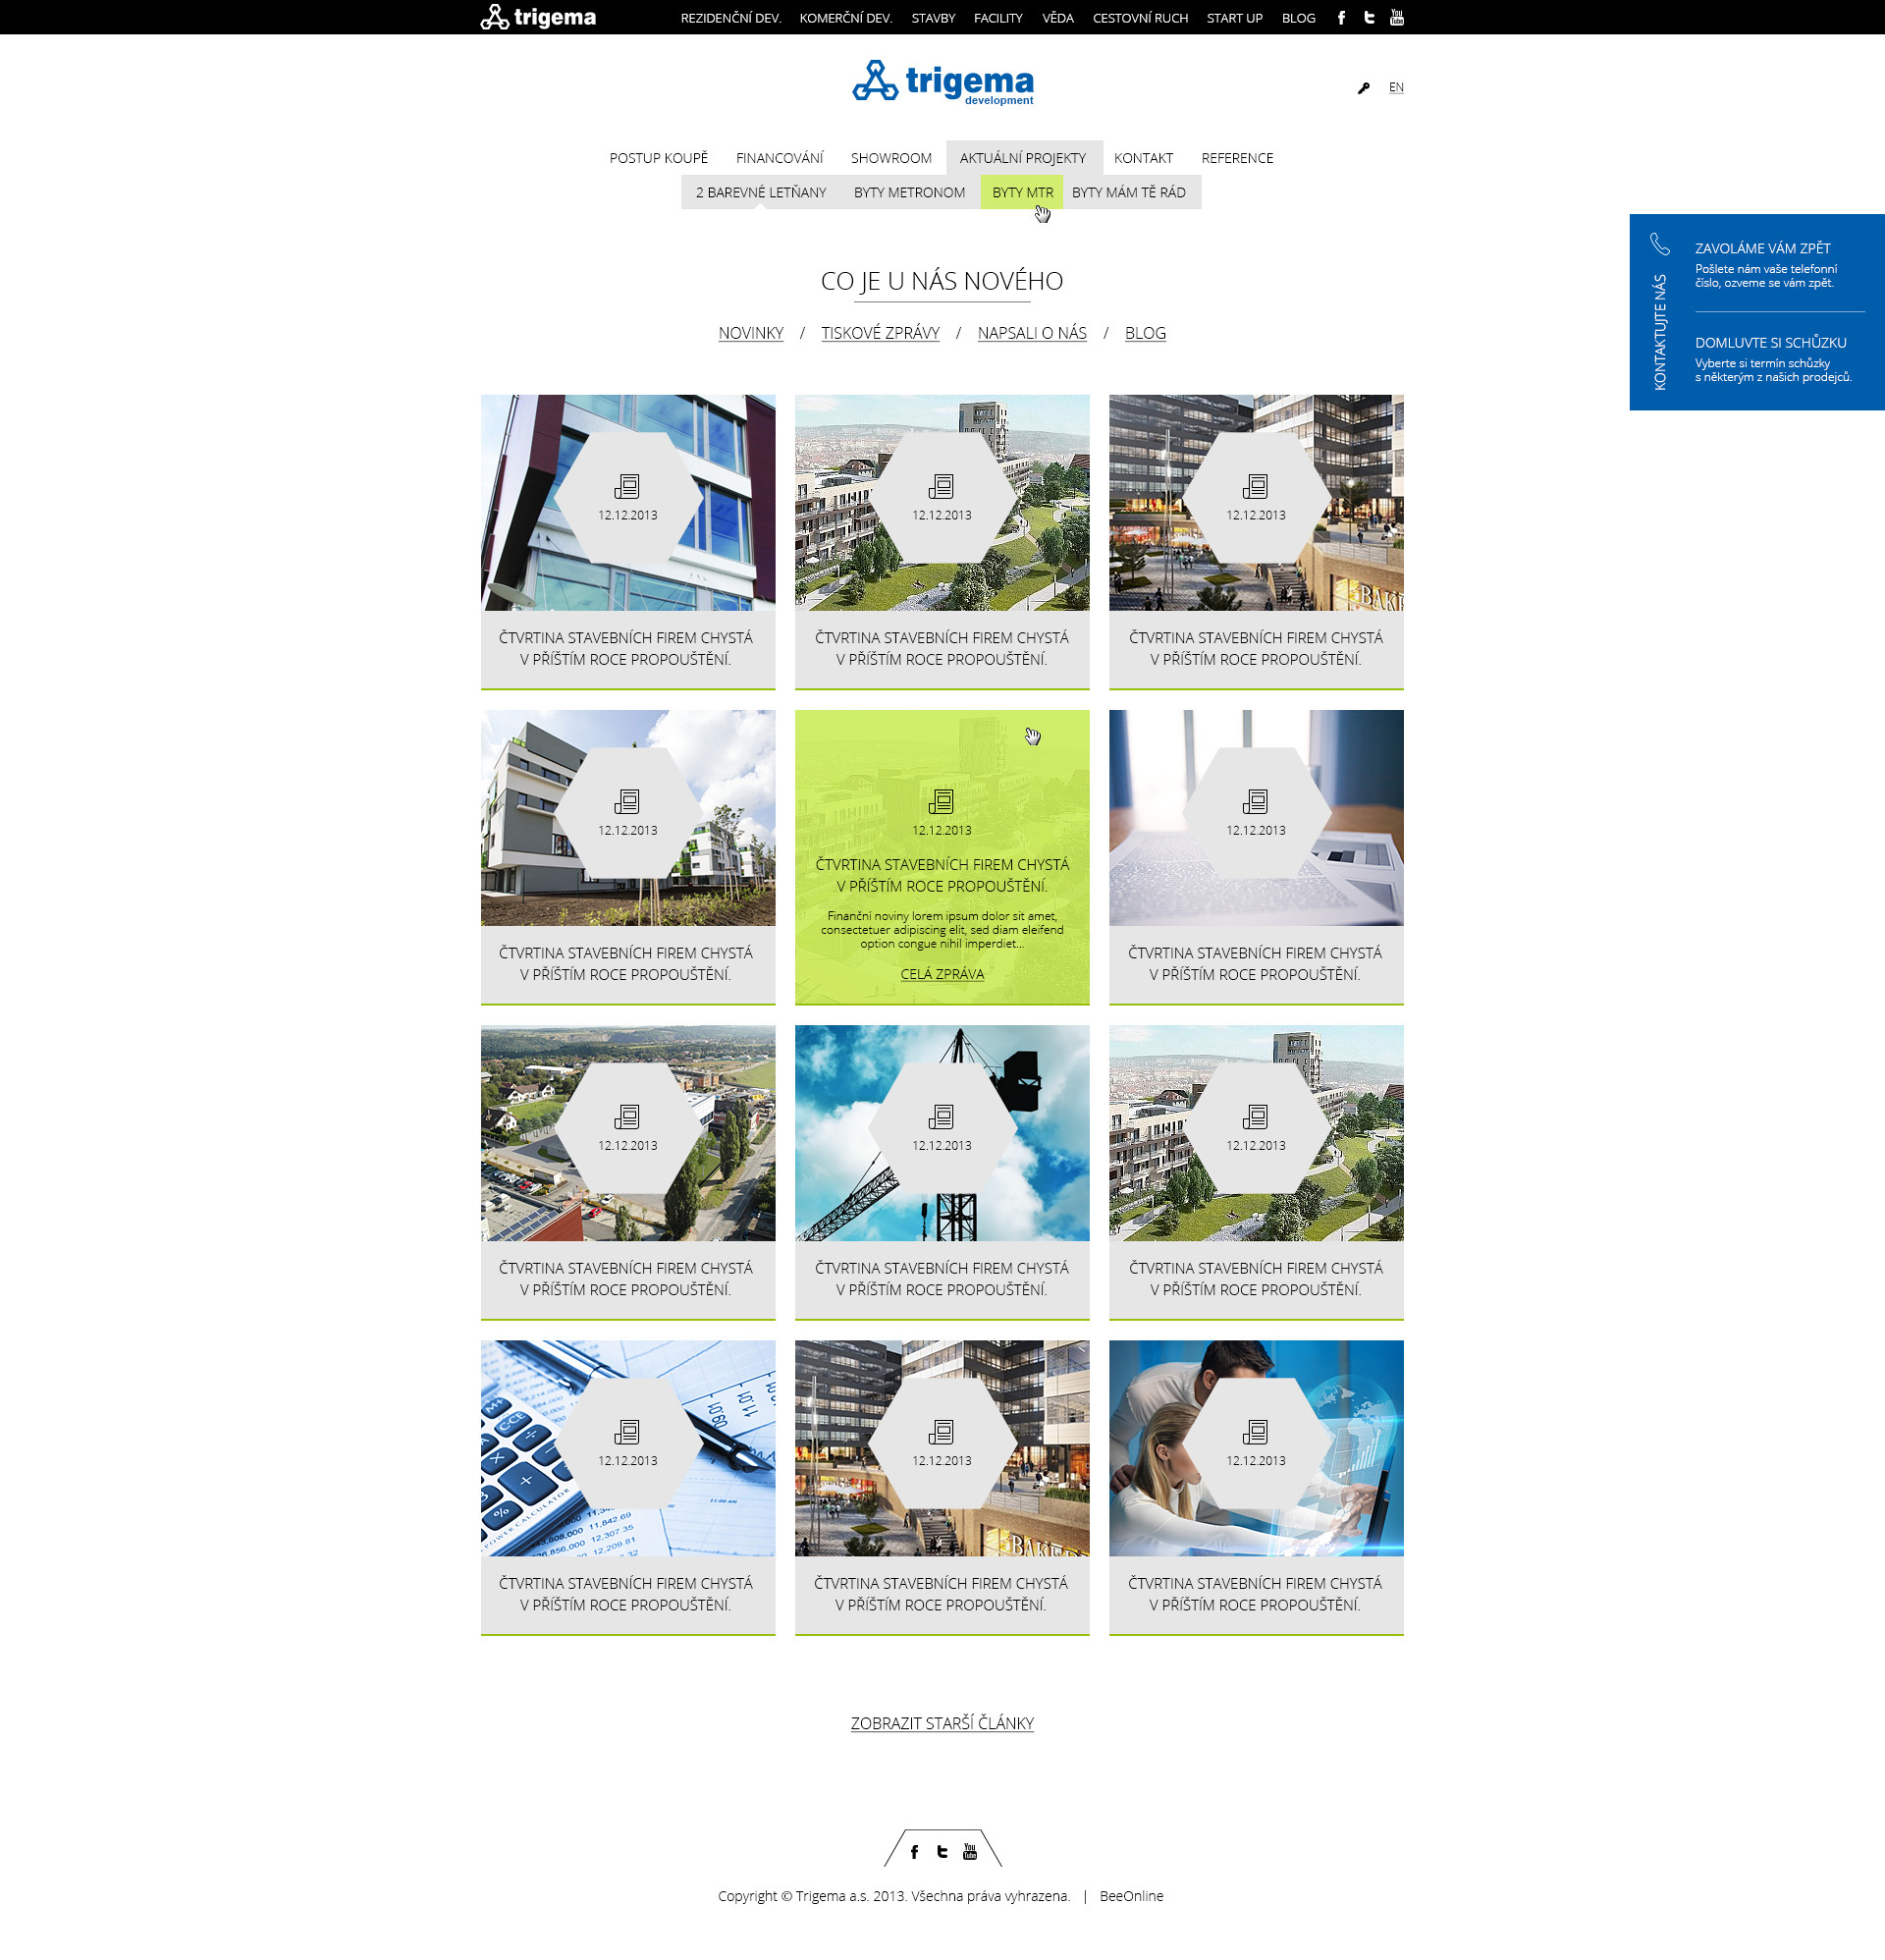 trigema
REZIDENČNÍ DEV. KOMERČNÍ DEV. STAVBY FACILITY VĚDA CESTOVNÍ RUCH START UP BLOG You Tube
trigema
development
EN
POSTUP KOUPĚ FINANCOVÁNÍ SHOWROOM AKTUÁLNÍ PROJEKTY KONTAKT REFERENCE
2 BAREVNÉ LETŇANY BYTY METRONOM BYTY MTR BYTY MÁM TĚ RÁD
KONTAKTUJTE NÁS
ZAVOLÁME VÁM ZPĚT
Pošlete nám vaše telefonní
číslo, ozveme se vám zpět.
DOMLUVTE SI SCHŮZKU
Vyberte si termín schůzky
s některým z našich prodejců.
CO JE U NÁS NOVÉHO
NOVINKY / TISKOVÉ ZPRÁVY / NAPSALI O NÁS / BLOG
12.12.2013
ČTVRTINA STAVEBNÍCH FIREM CHYSTÁ
V PŘÍŠTÍM ROCE PROPOUŠTĚNÍ.
12.12.2013
ČTVRTINA STAVEBNÍCH FIREM CHYSTÁ
V PŘÍŠTÍM ROCE PROPOUŠTĚNÍ.
12.12.2013
ČTVRTINA STAVEBNÍCH FIREM CHYSTÁ
V PŘÍŠTÍM ROCE PROPOUŠTĚNÍ.
12.12.2013
ČTVRTINA STAVEBNÍCH FIREM CHYSTÁ
V PŘÍŠTÍM ROCE PROPOUŠTĚNÍ.
12.12.2013
ČTVRTINA STAVEBNÍCH FIREM CHYSTÁ
V PŘÍŠTÍM ROCE PROPOUŠTĚNÍ.
Finanční noviny lorem ipsum dolor sit amet,
consectetuer adipiscing elit, sed diam eleifend
option congue nihil imperdiet...
CELÁ ZPRÁVA
12.12.2013
ČTVRTINA STAVEBNÍCH FIREM CHYSTÁ
V PŘÍŠTÍM ROCE PROPOUŠTĚNÍ.
12.12.2013
ČTVRTINA STAVEBNÍCH FIREM CHYSTÁ
V PŘÍŠTÍM ROCE PROPOUŠTĚNÍ.
12.12.2013
ČTVRTINA STAVEBNÍCH FIREM CHYSTÁ
V PŘÍŠTÍM ROCE PROPOUŠTĚNÍ.
12.12.2013
ČTVRTINA STAVEBNÍCH FIREM CHYSTÁ
V PŘÍŠTÍM ROCE PROPOUŠTĚNÍ.
12.12.2013
ČTVRTINA STAVEBNÍCH FIREM CHYSTÁ
V PŘÍŠTÍM ROCE PROPOUŠTĚNÍ.
12.12.2013
ČTVRTINA STAVEBNÍCH FIREM CHYSTÁ
V PŘÍŠTÍM ROCE PROPOUŠTĚNÍ.
12.12.2013
ČTVRTINA STAVEBNÍCH FIREM CHYSTÁ
V PŘÍŠTÍM ROCE PROPOUŠTĚNÍ.
ZOBRAZIT STARŠÍ ČLÁNKY
You Tube
Copyright © Trigema a.s. 2013. Všechna práva vyhrazena. | BeeOnline